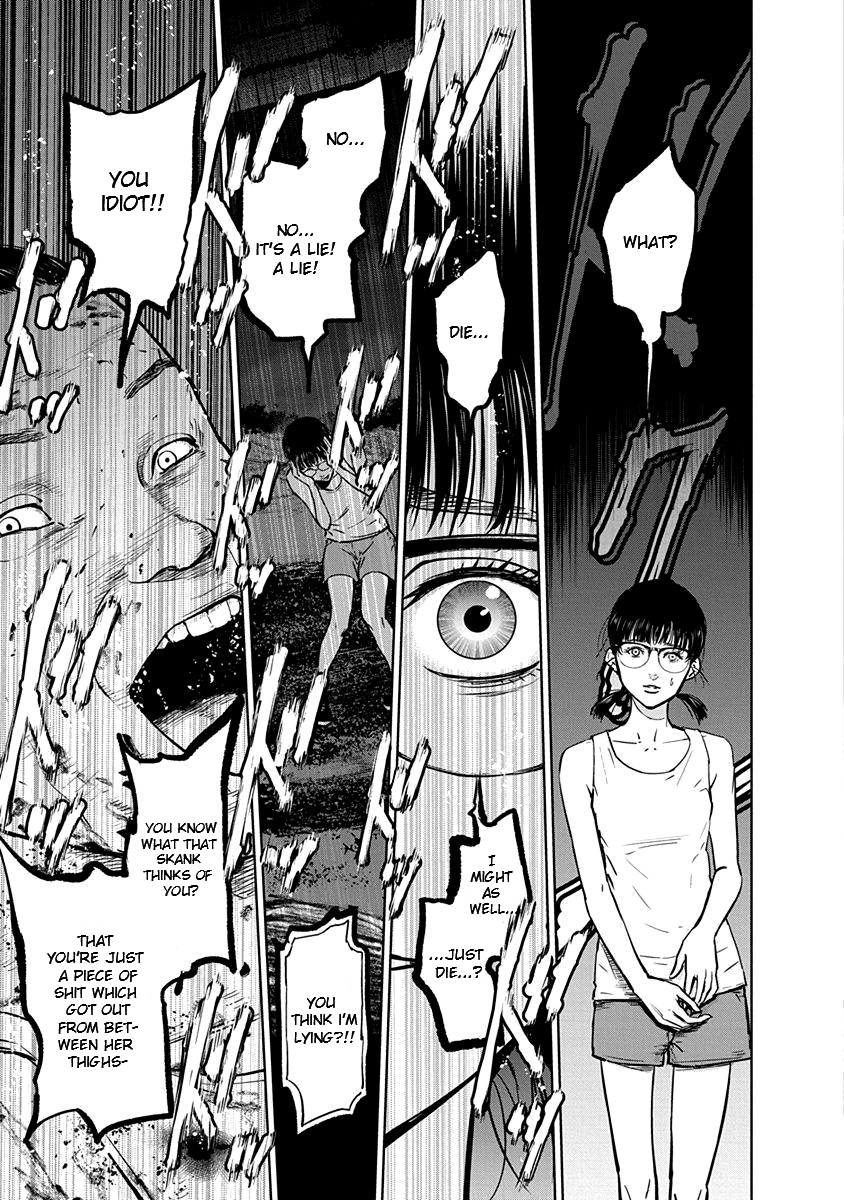 WHAT?
DIE...
I
MIGHT
AS
WELL...
...JUST
DIE...?
NO...
NO...
IT'S A LIE!
A LIE!
YOU
THINK I'M
LYING?!!
YOU
IDIOT!!
YOU KNOW
WHAT THAT
SKANK
THINKS OF
YOU?
THAT
YOU'RE JUST
A PIECE OF
SHIT WHICH
GOT OUT
FROM BET-
WEEN HER
THIGHS-